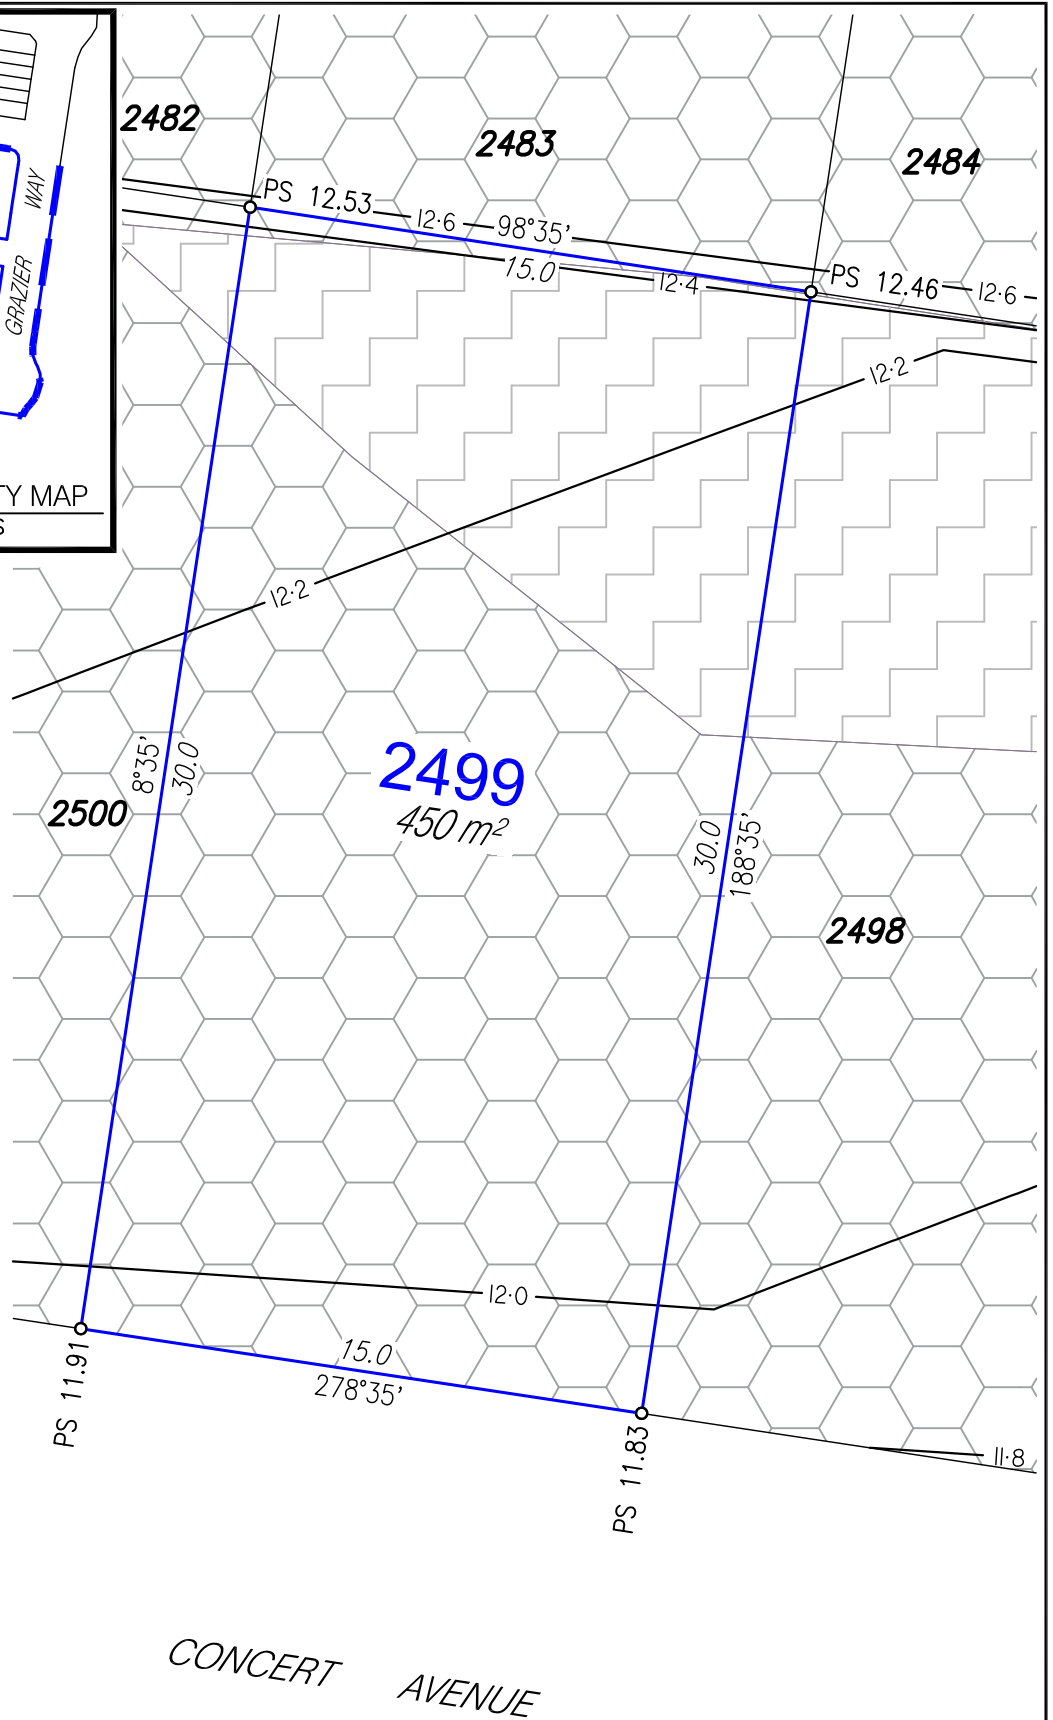 2482
2483
2484
WAY
GRAZIER
TY MAP
S
PS 12.53
12·6
98°35'
15.0
12·4
PS 12.46
12·6
12·2
12·2
8°35'
30.0
2499
450 m²
2500
30.0
188°35'
2498
12·0
15.0
278°35'
PS 11.91
PS 11.83
11·8
CONCERT AVENUE